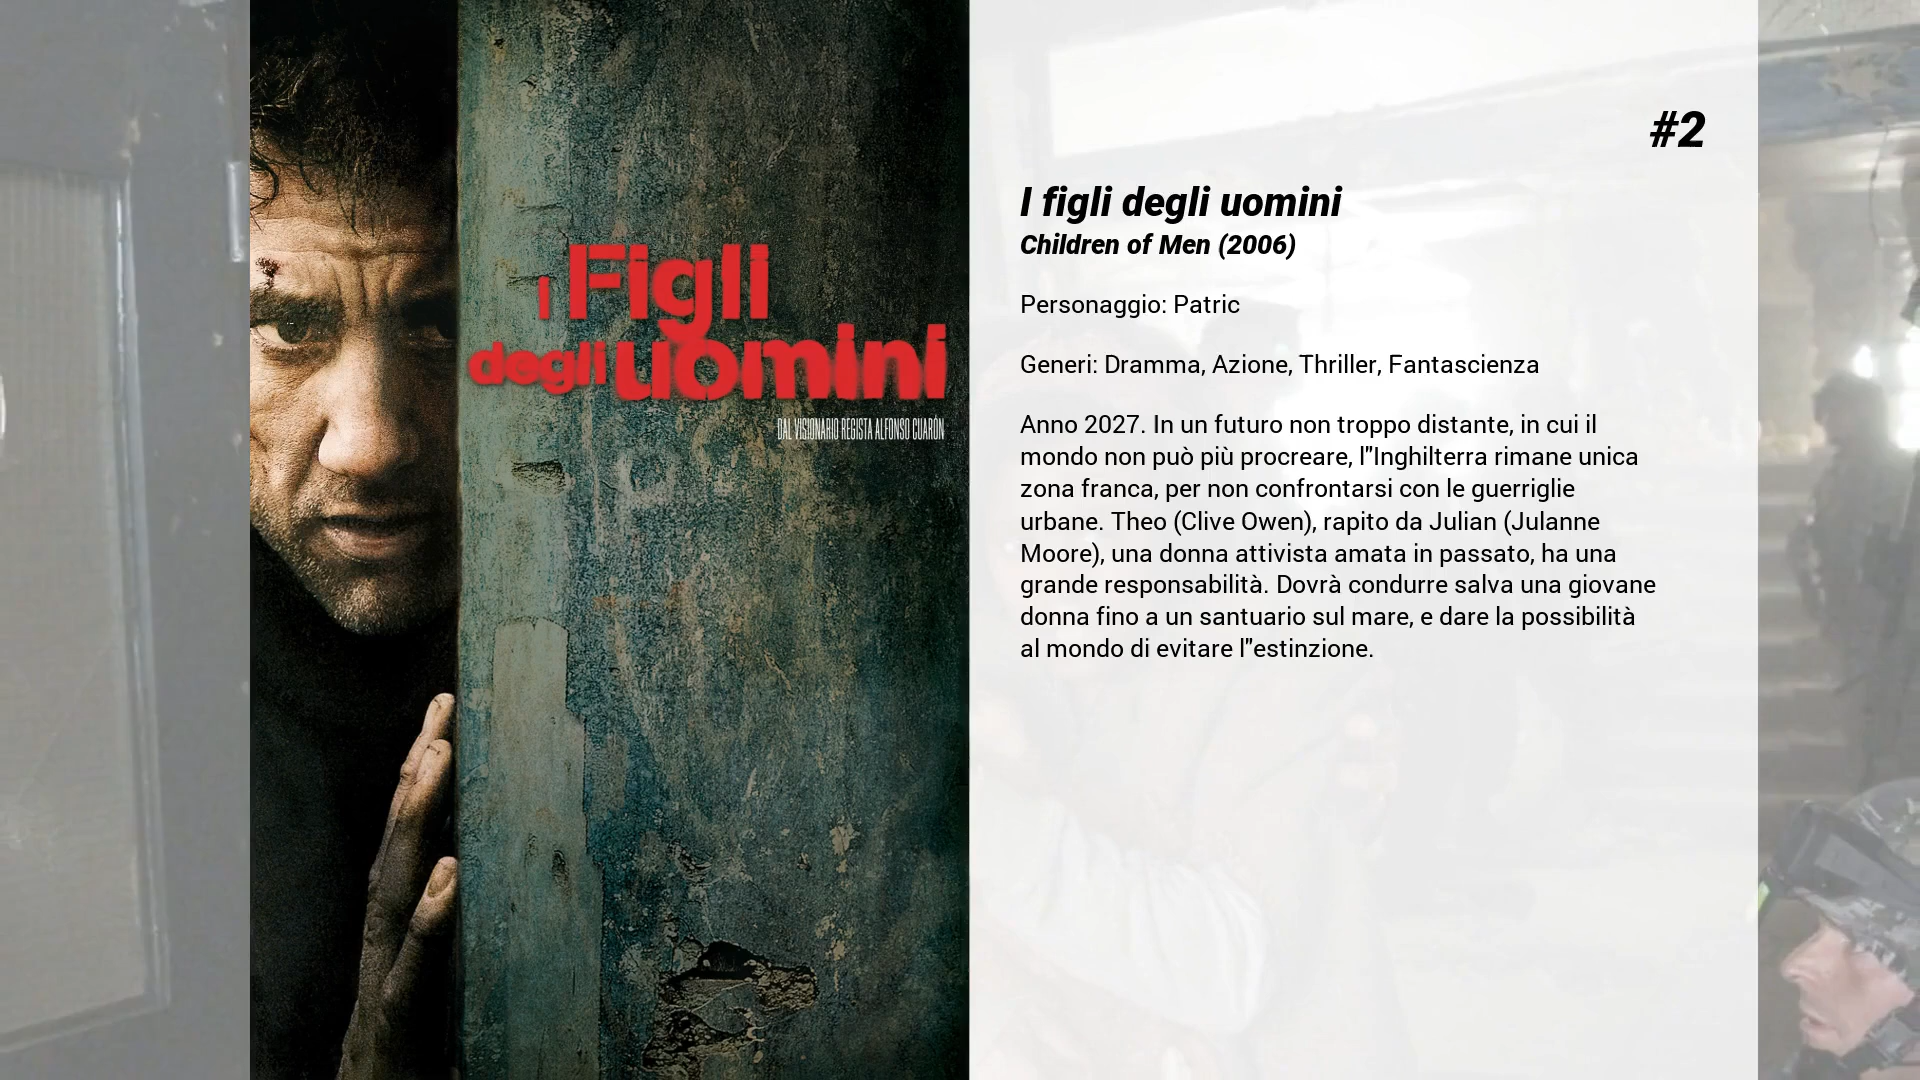 I Figli
degli uomini
DAL VISIONARIO REGISTA ALFONSO CUARÓN
#2
I figli degli uomini
Children of Men (2006)
Personaggio: Patric
Generi: Dramma, Azione, Thriller, Fantascienza
Anno 2027. In un futuro non troppo distante, in cui il
mondo non può più procreare, l"Inghilterra rimane unica
zona franca, per non confrontarsi con le guerriglie
urbane. Theo (Clive Owen), rapito da Julian (Julanne
Moore), una donna attivista amata in passato, ha una
grande responsabilità. Dovrà condurre salva una giovane
donna fino a un santuario sul mare, e dare la possibilità
al mondo di evitare l"estinzione.